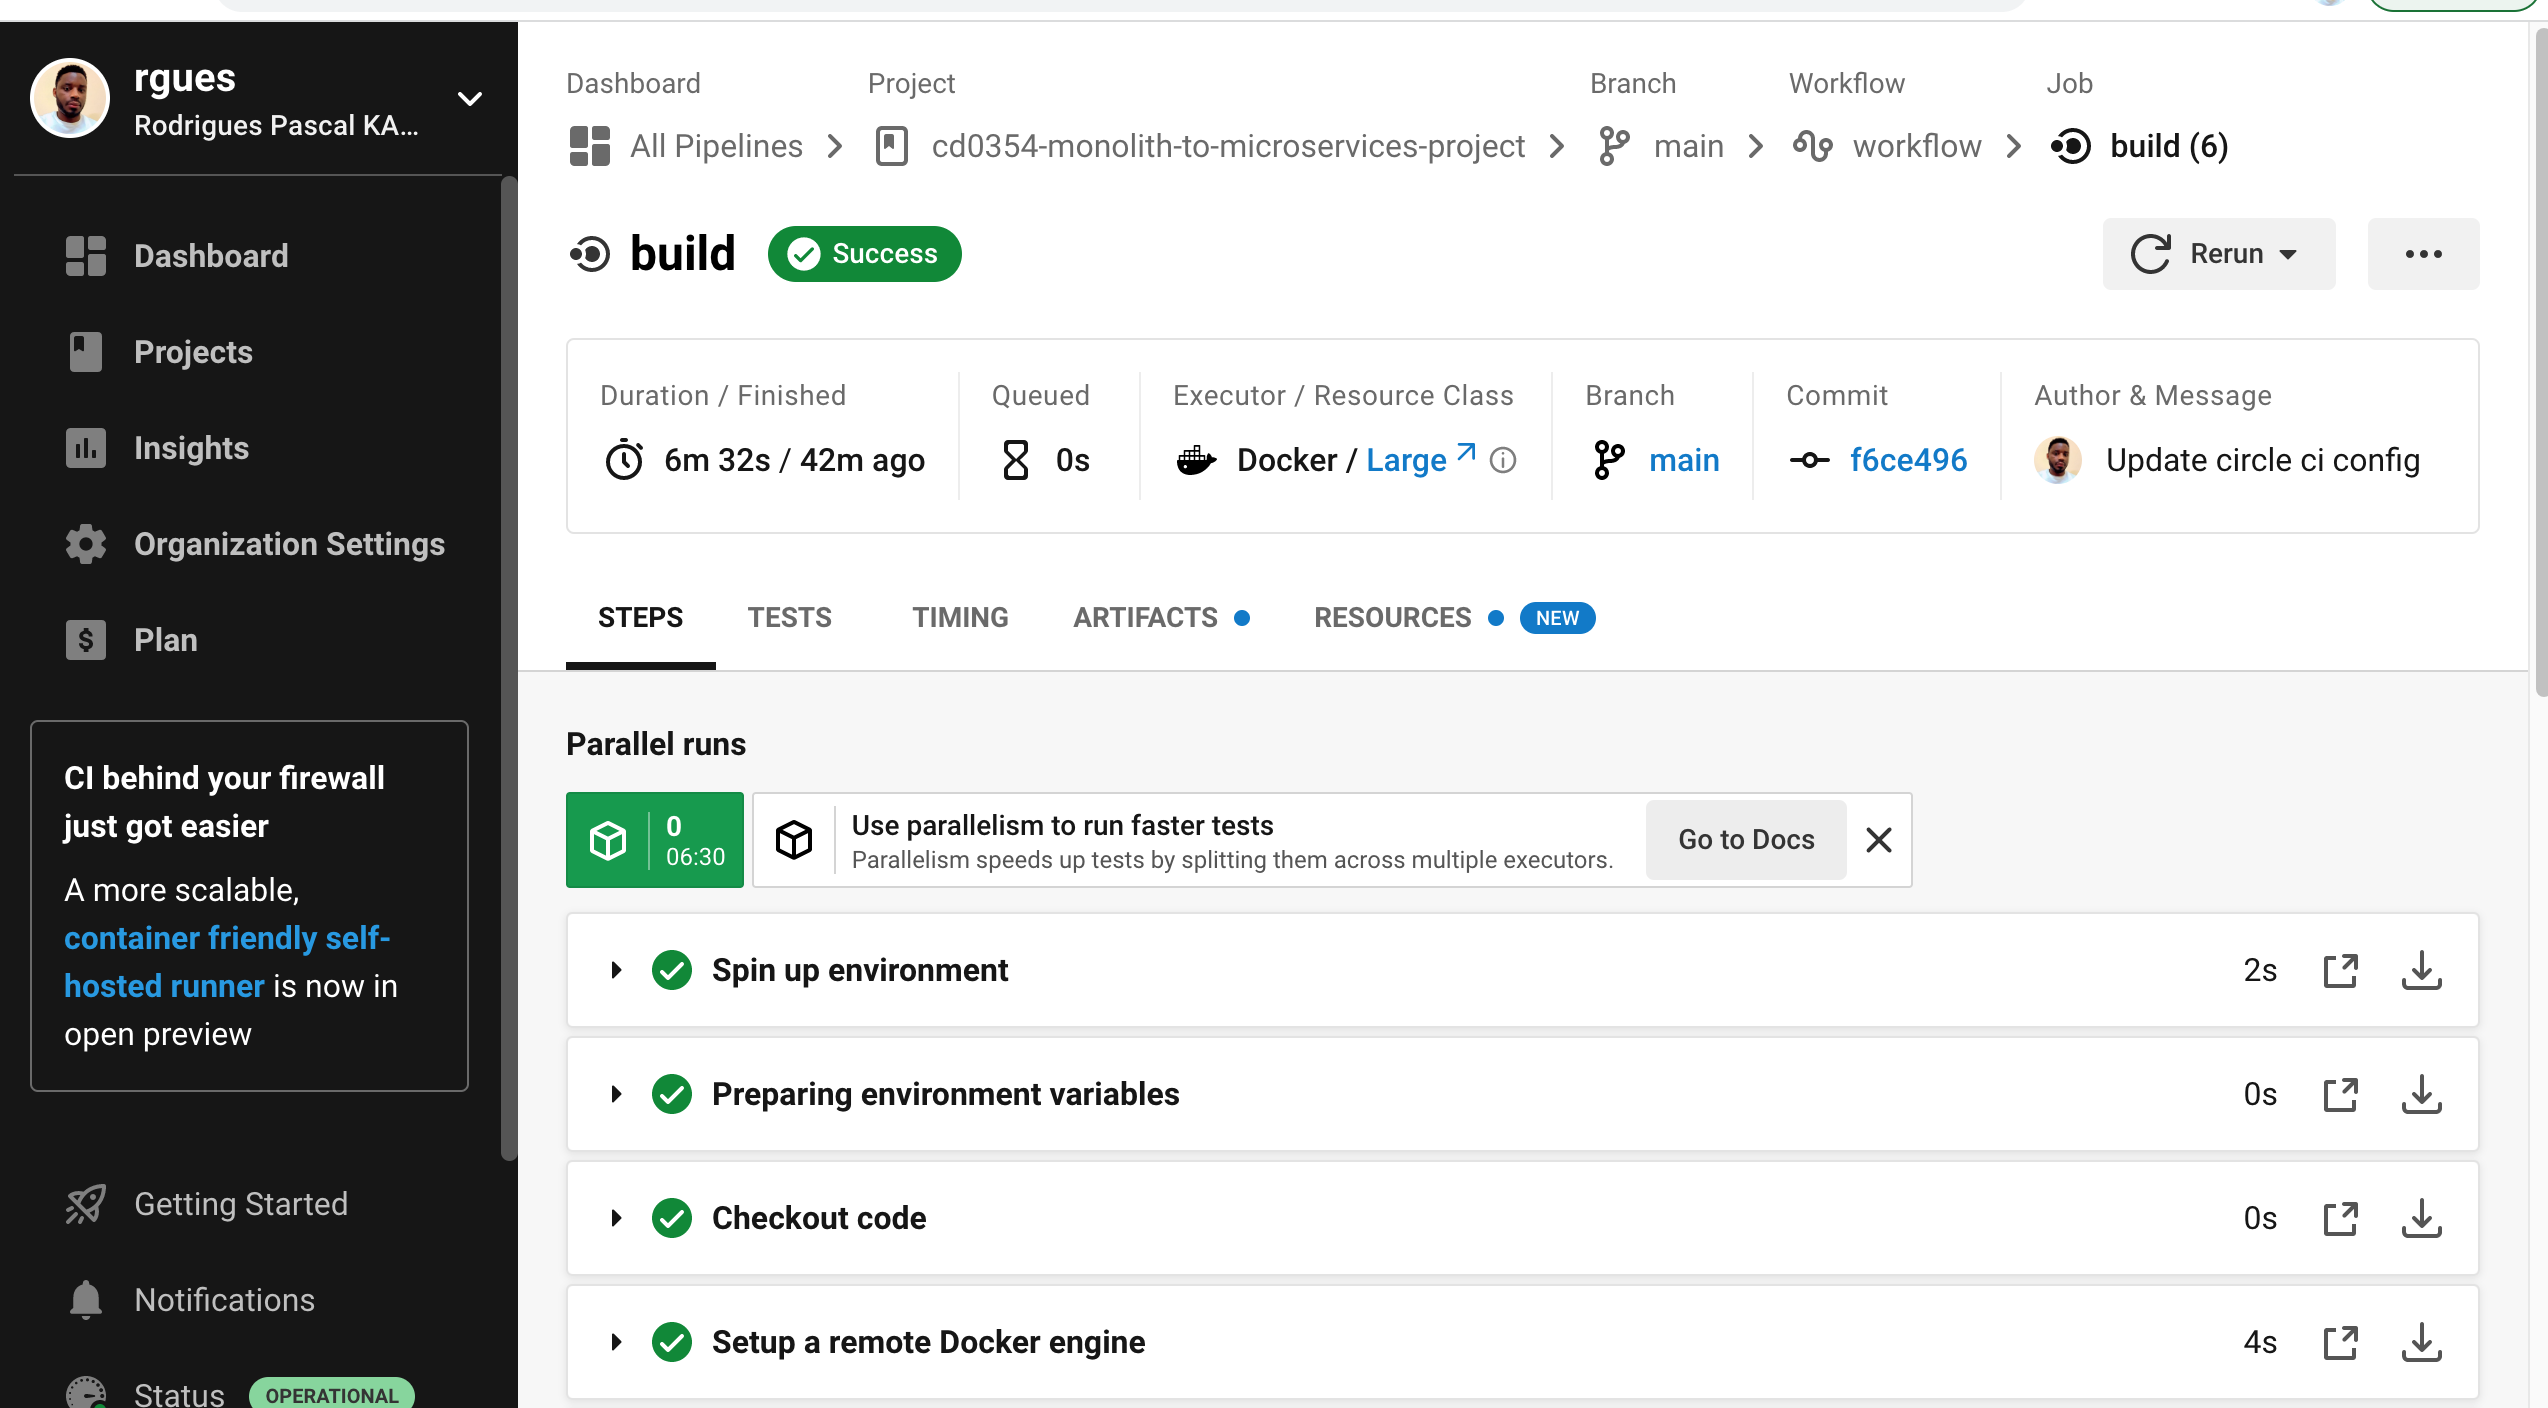 rgues
Rodrigues Pascal KA...
Dashboard
Projects
Insights
Organization Settings
Plan
CI behind your firewall
just got easier
A more scalable,
container friendly self-
hosted runner is now in
open preview
Getting Started
Notifications
Status OPERATIONAL
Dashboard Project Branch Workflow Job
All Pipelines cd0354-monolith-to-microservices-project main workflow build (6)
build Success Rerun
Duration / Finished Queued Executor / Resource Class Branch Commit Author & Message
6m 32s / 42m ago 0s Docker / Large main f6ce496 Update circle ci config
STEPS TESTS TIMING ARTIFACTS RESOURCES NEW
Parallel runs
0
06:30
Use parallelism to run faster tests
Parallelism speeds up tests by splitting them across multiple executors.
Go to Docs
Spin up environment 2s
Preparing environment variables 0s
Checkout code 0s
Setup a remote Docker engine 4s